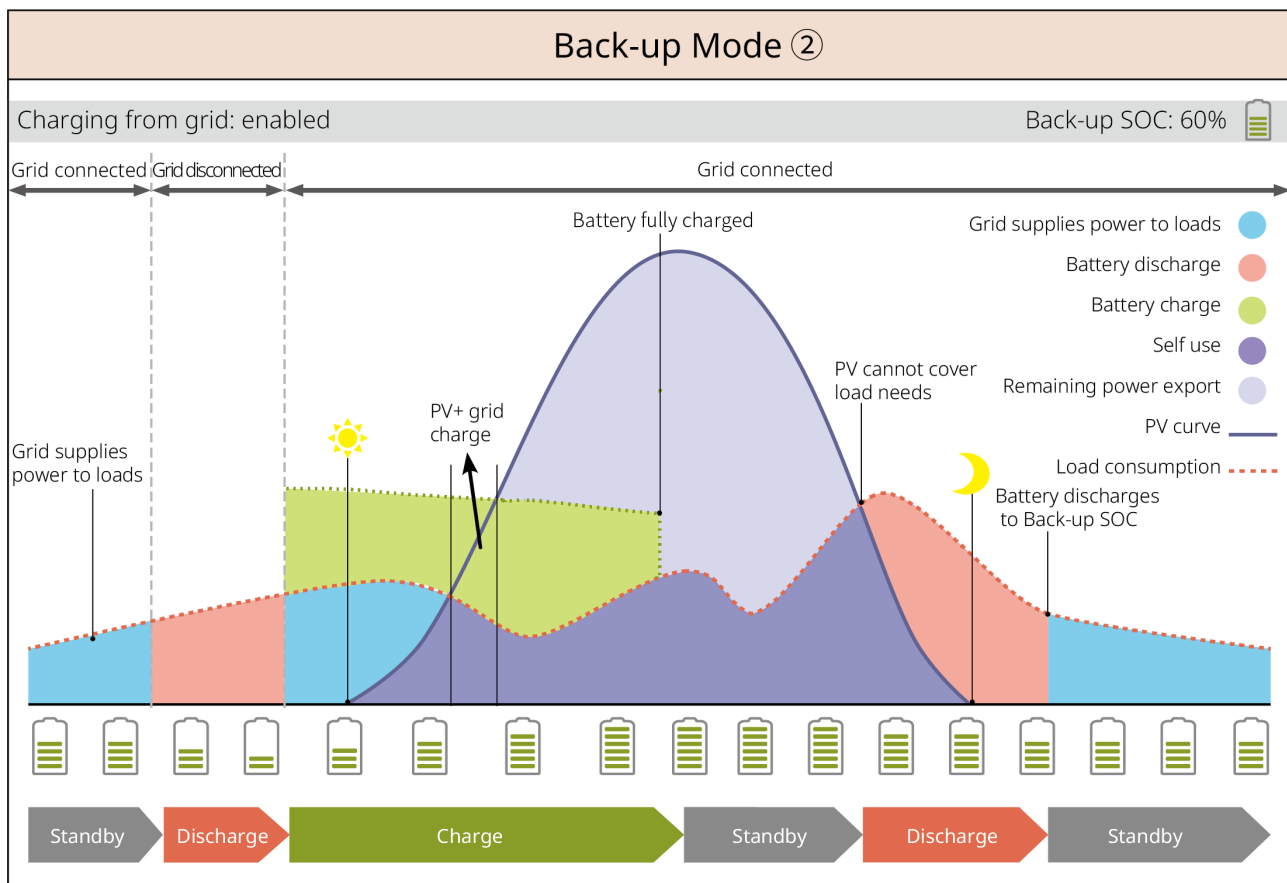 Back-up Mode ②
Charging from grid: enabled
Back-up SOC: 60%
Grid connected
Grid disconnected
Grid connected
Battery fully charged
Grid supplies power to loads
Battery discharge
Battery charge
Self use
Remaining power export
PV curve
Load consumption
PV cannot cover
load needs
PV+ grid
charge
Grid supplies
power to loads
Battery discharges
to Back-up SOC
Standby
Discharge
Charge
Standby
Discharge
Standby